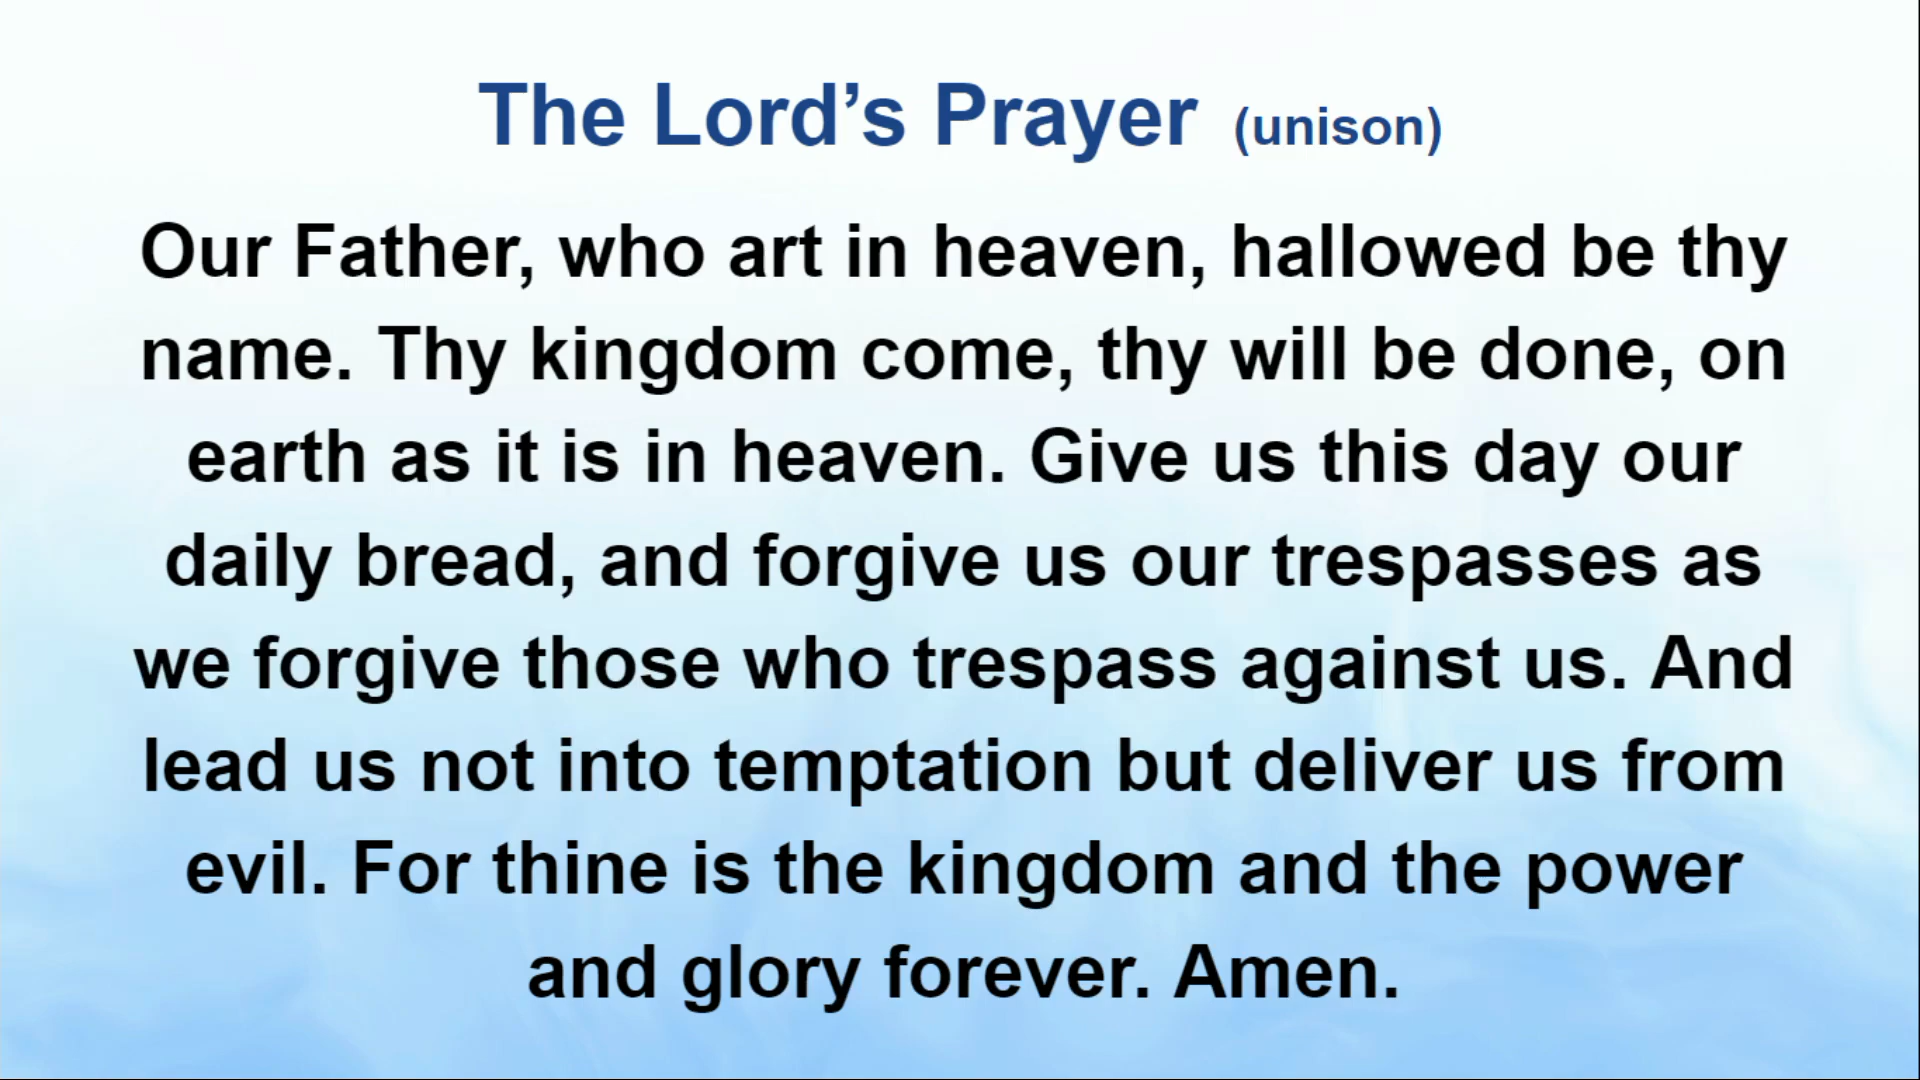 The Lord’s Prayer (unison)
Our Father, who art in heaven, hallowed be thy
name. Thy kingdom come, thy will be done, on
earth as it is in heaven. Give us this day our
daily bread, and forgive us our trespasses as
we forgive those who trespass against us. And
lead us not into temptation but deliver us from
evil. For thine is the kingdom and the power
and glory forever. Amen.